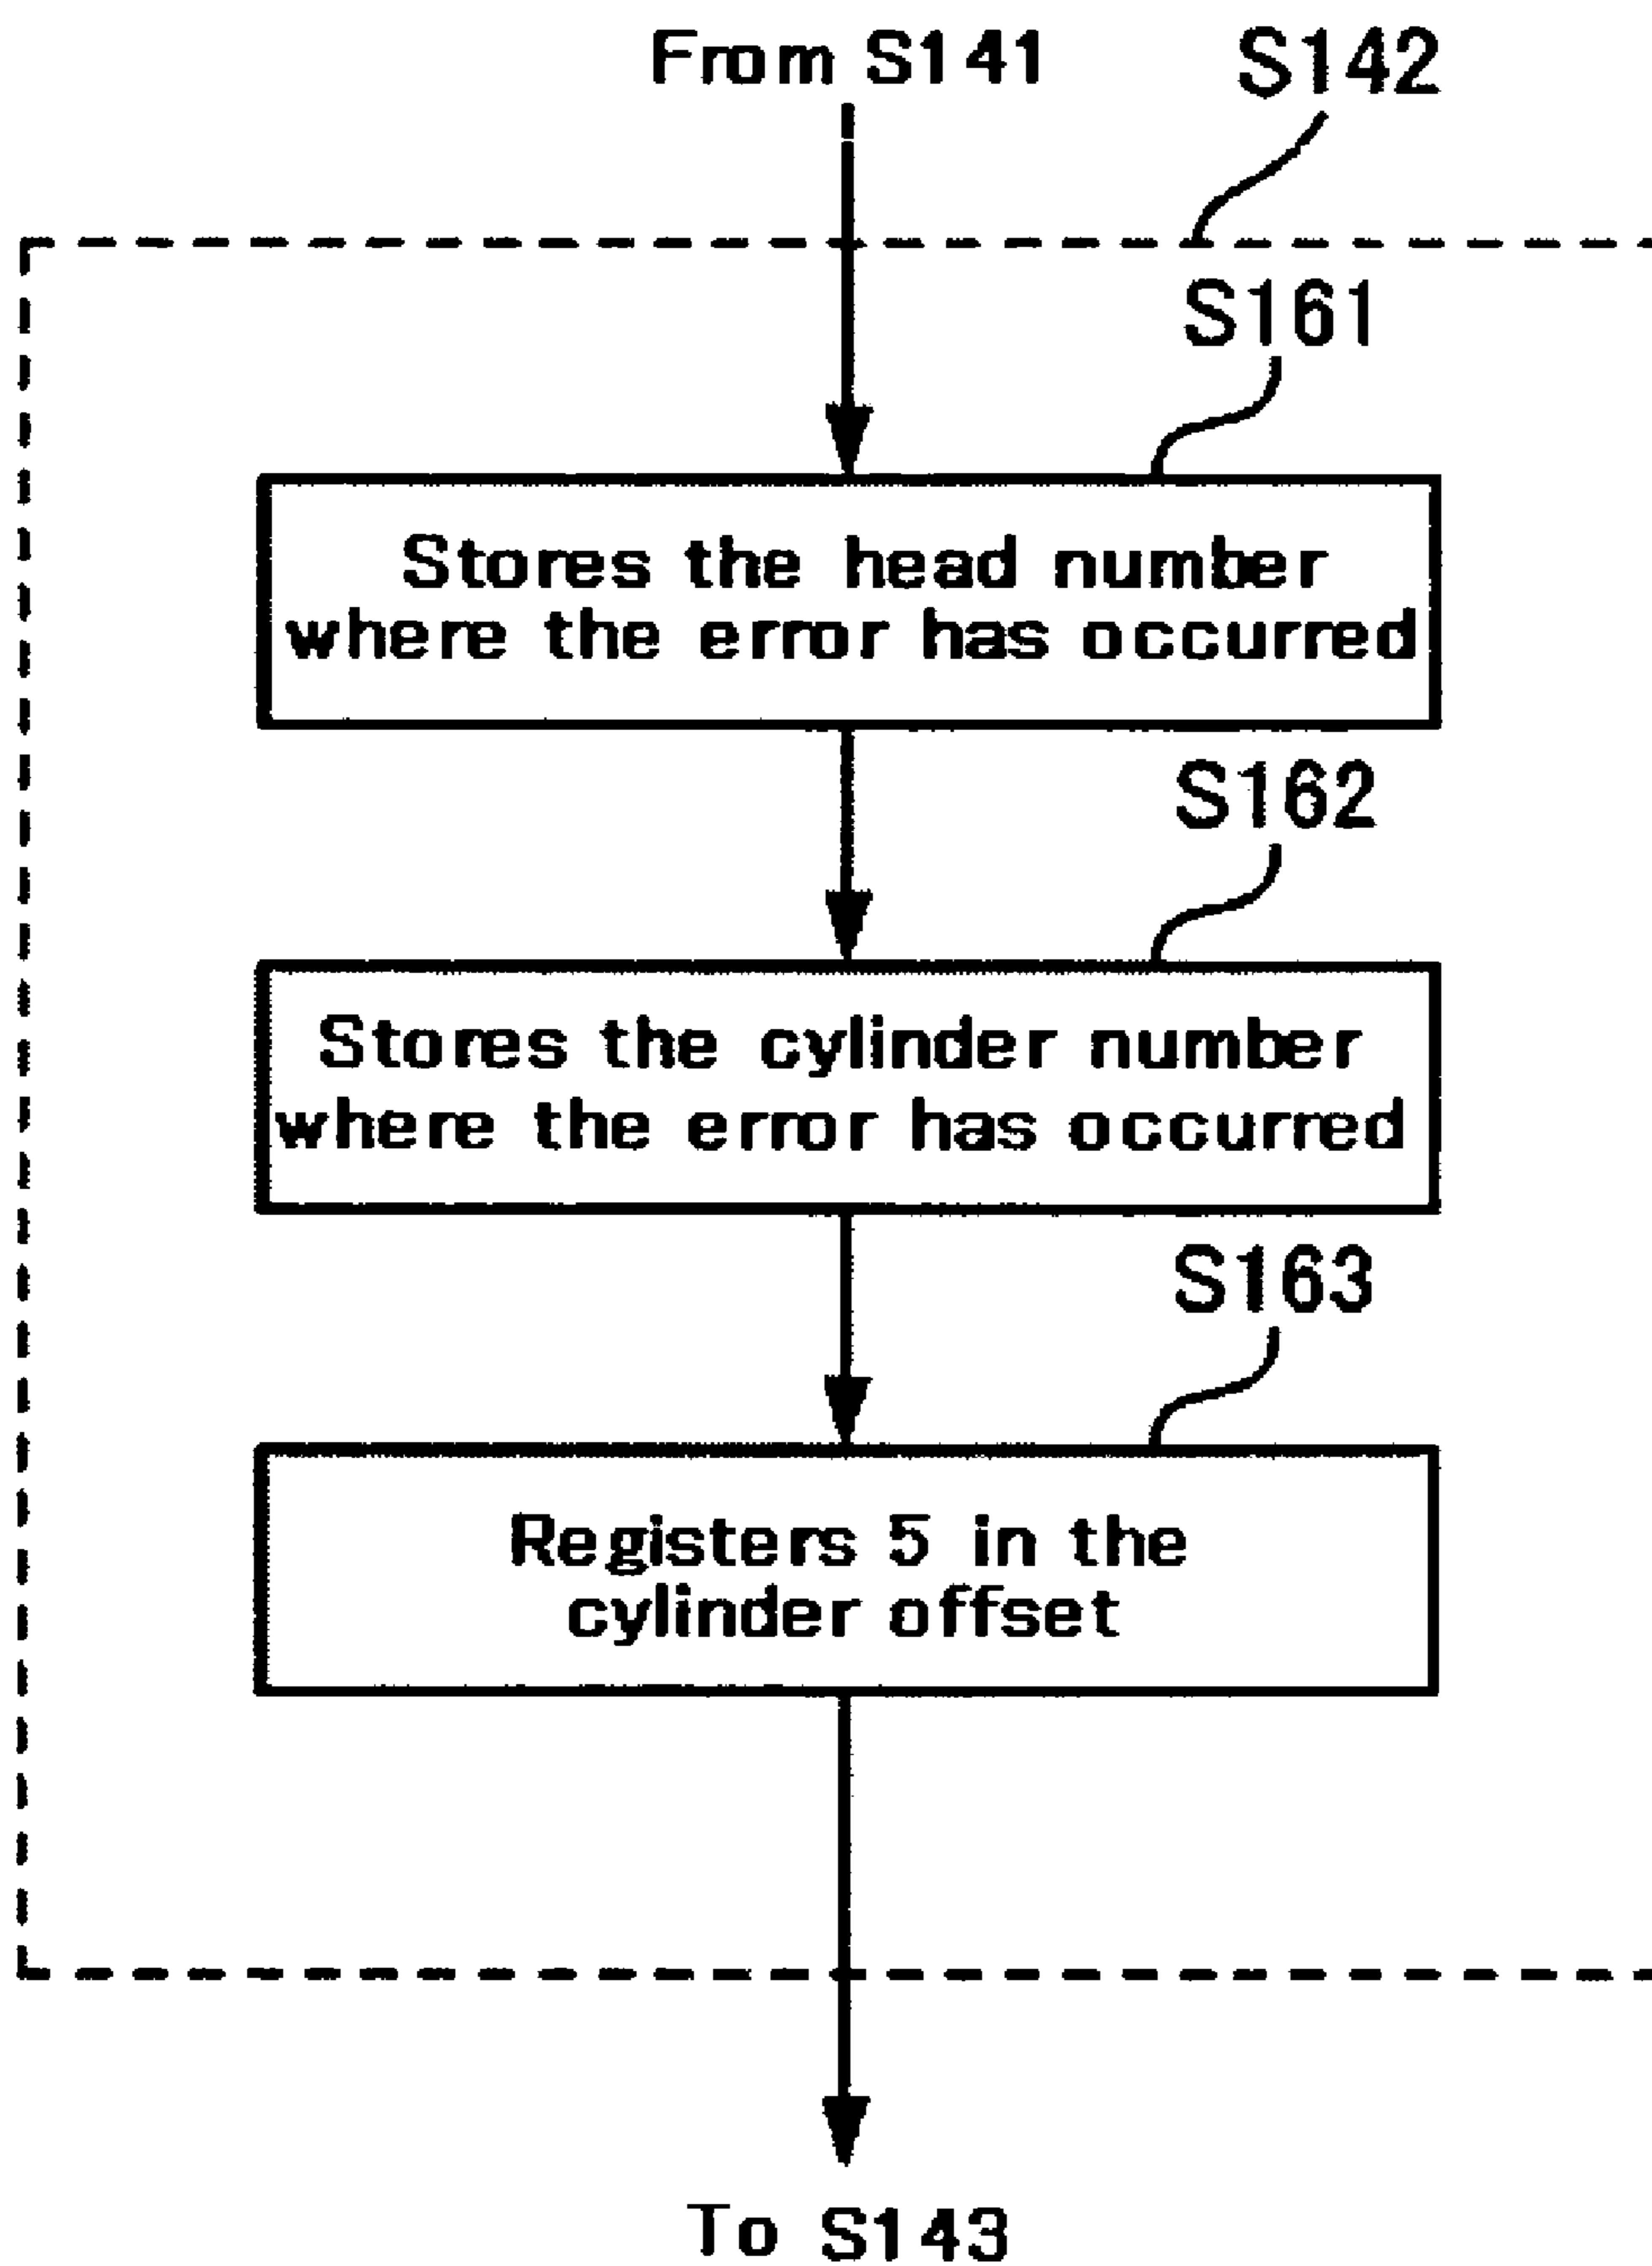 From S141
S142
S161
Stores the head number
where the error has occurred
S162
Stores the cylinder number
where the error has occurred
S163
Registers 5 in the
cylinder offset
To S143